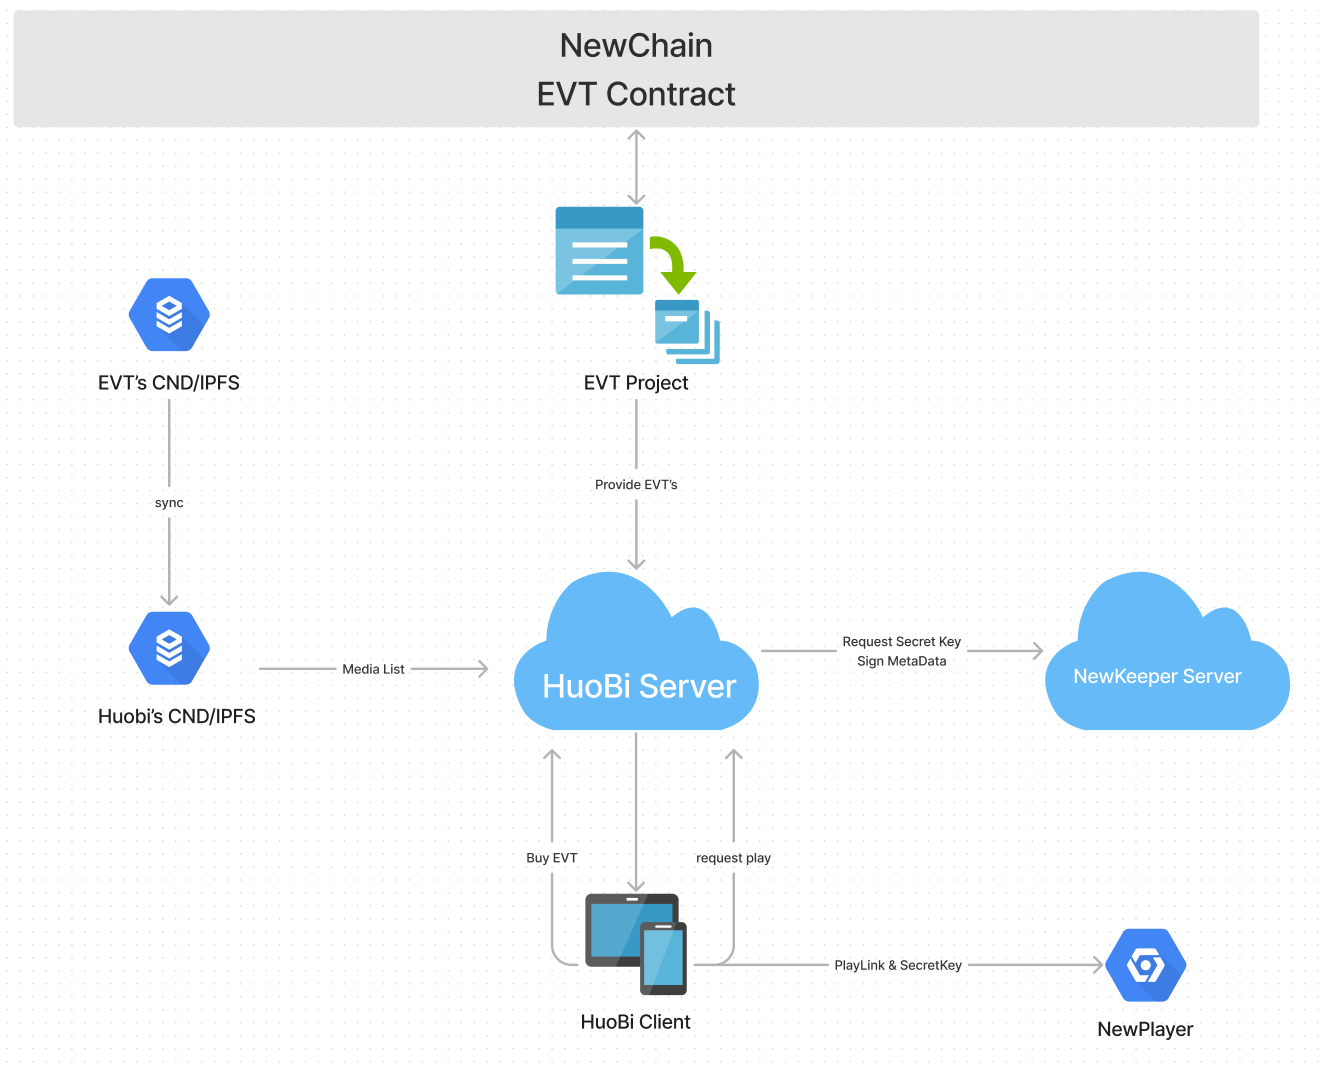 NewChain
EVT Contract
EVT's CND/IPFS
EVT Project
sync
Provide EVT's
Huobi's CND/IPFS
Media List
HuoBi Server
Request Secret Key
Sign MetaData
NewKeeper Server
Buy EVT
request play
HuoBi Client
PlayLink & SecretKey
NewPlayer